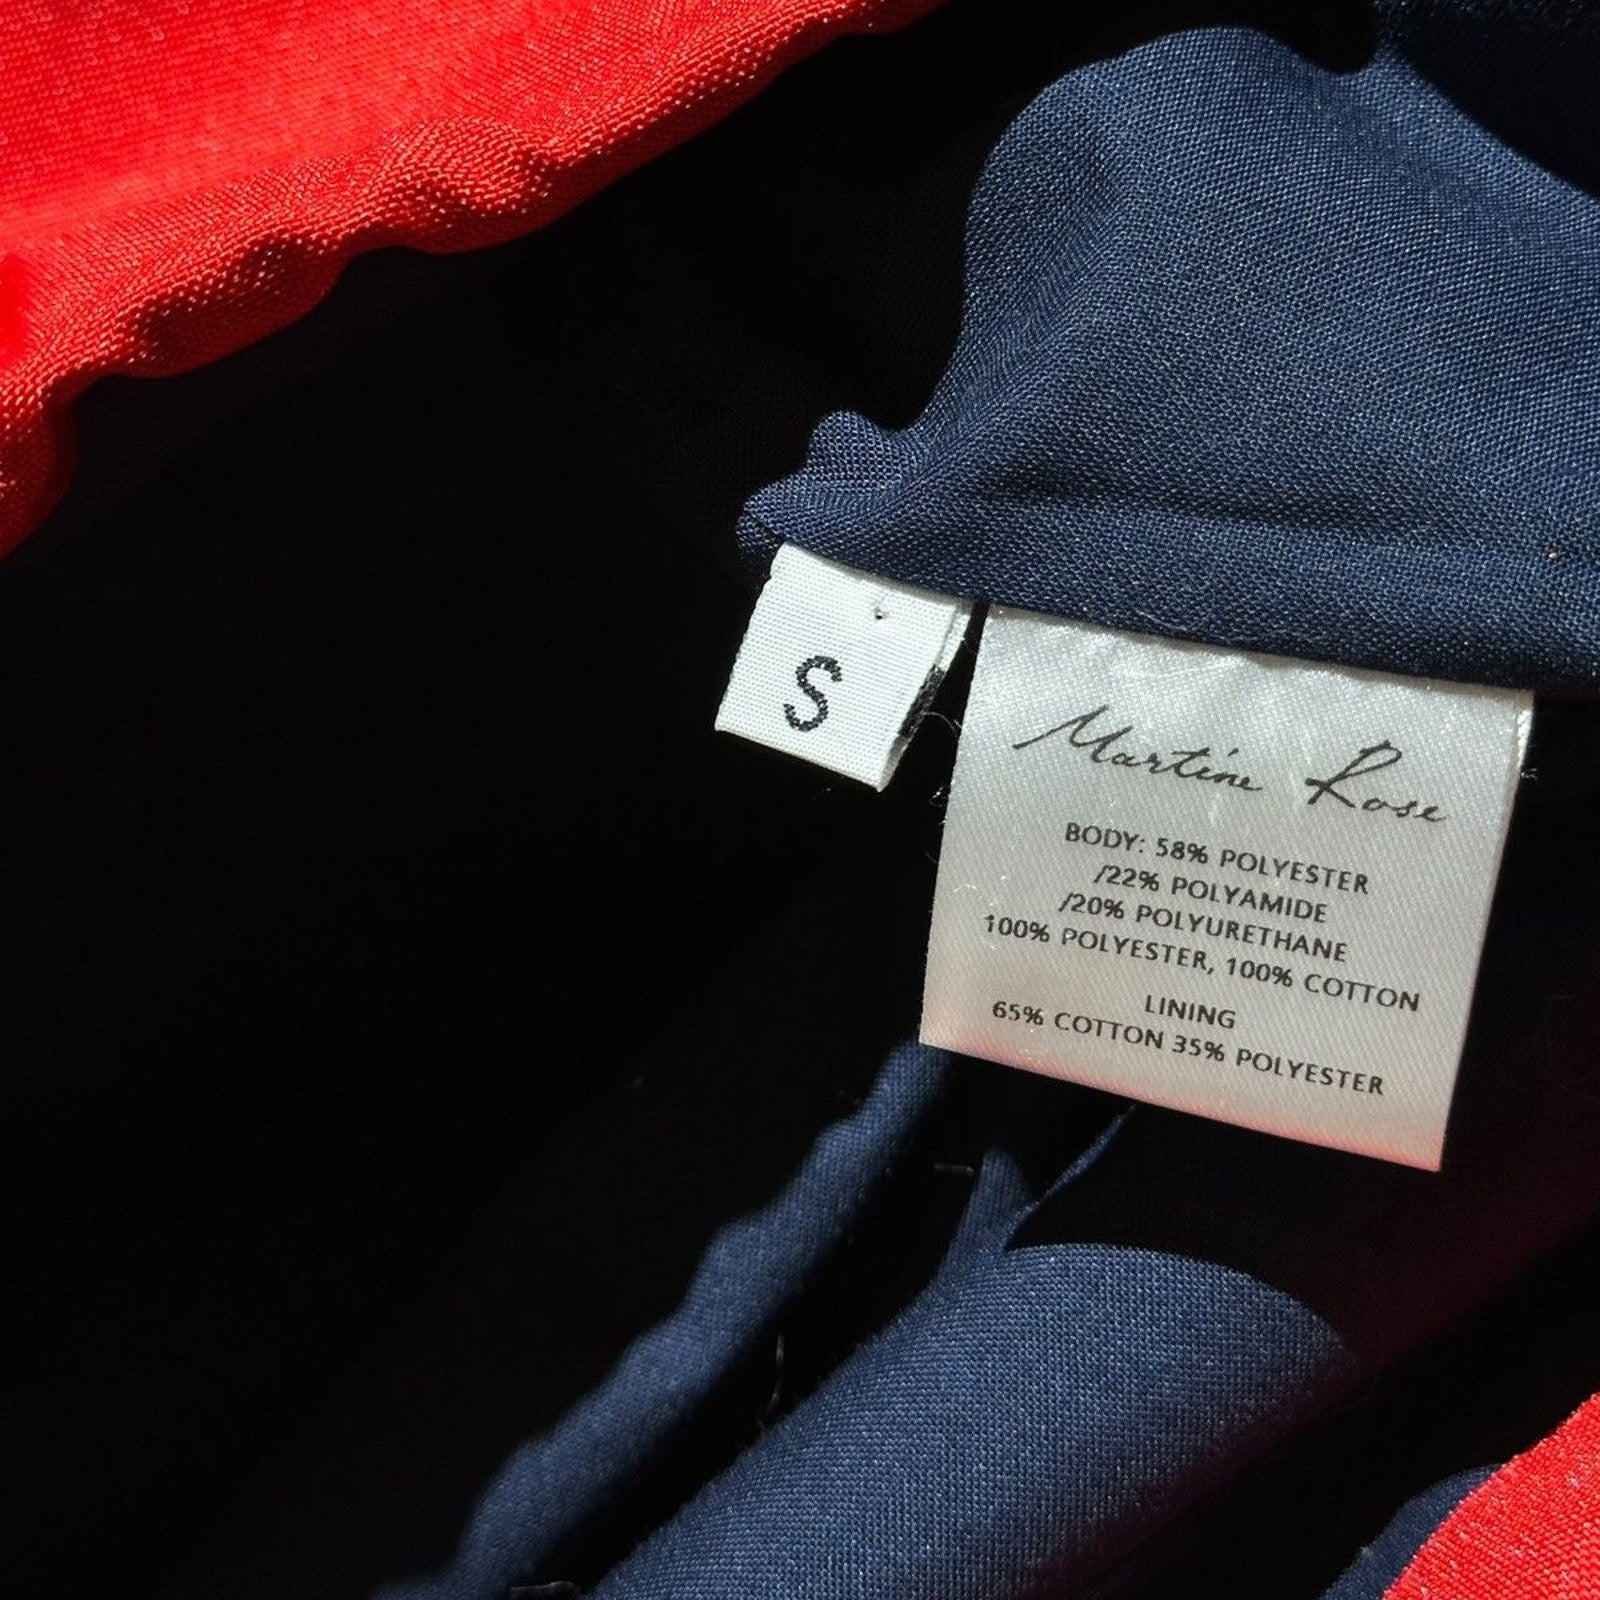 S
Martine Rose
BODY: 58% POLYESTER
/22% POLYAMIDE
/20% POLYURETHANE
100% POLYESTER, 100% COTTON
LINING
65% COTTON 35% POLYESTER